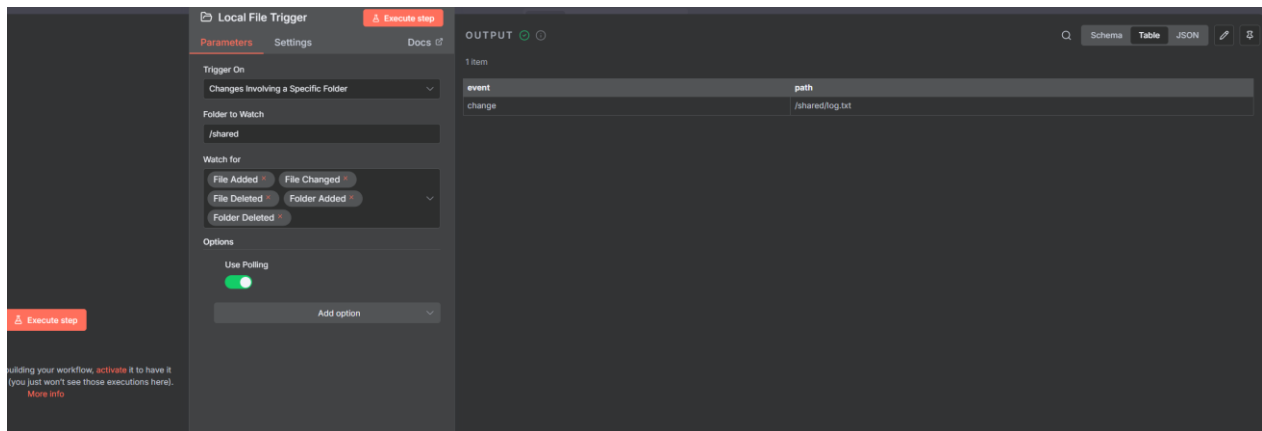 Local File Trigger
Execute step
Parameters Settings Docs
Trigger On
Changes Involving a Specific Folder
Folder to Watch
/shared
Watch for
File Added × File Changed ×
File Deleted × Folder Added ×
Folder Deleted ×
Options
Use Polling
Add option
Execute step
building your workflow, activate it to have it
(you just won't see those executions here).
More info
OUTPUT
Schema Table JSON
1 item
event path
change /shared/log.txt